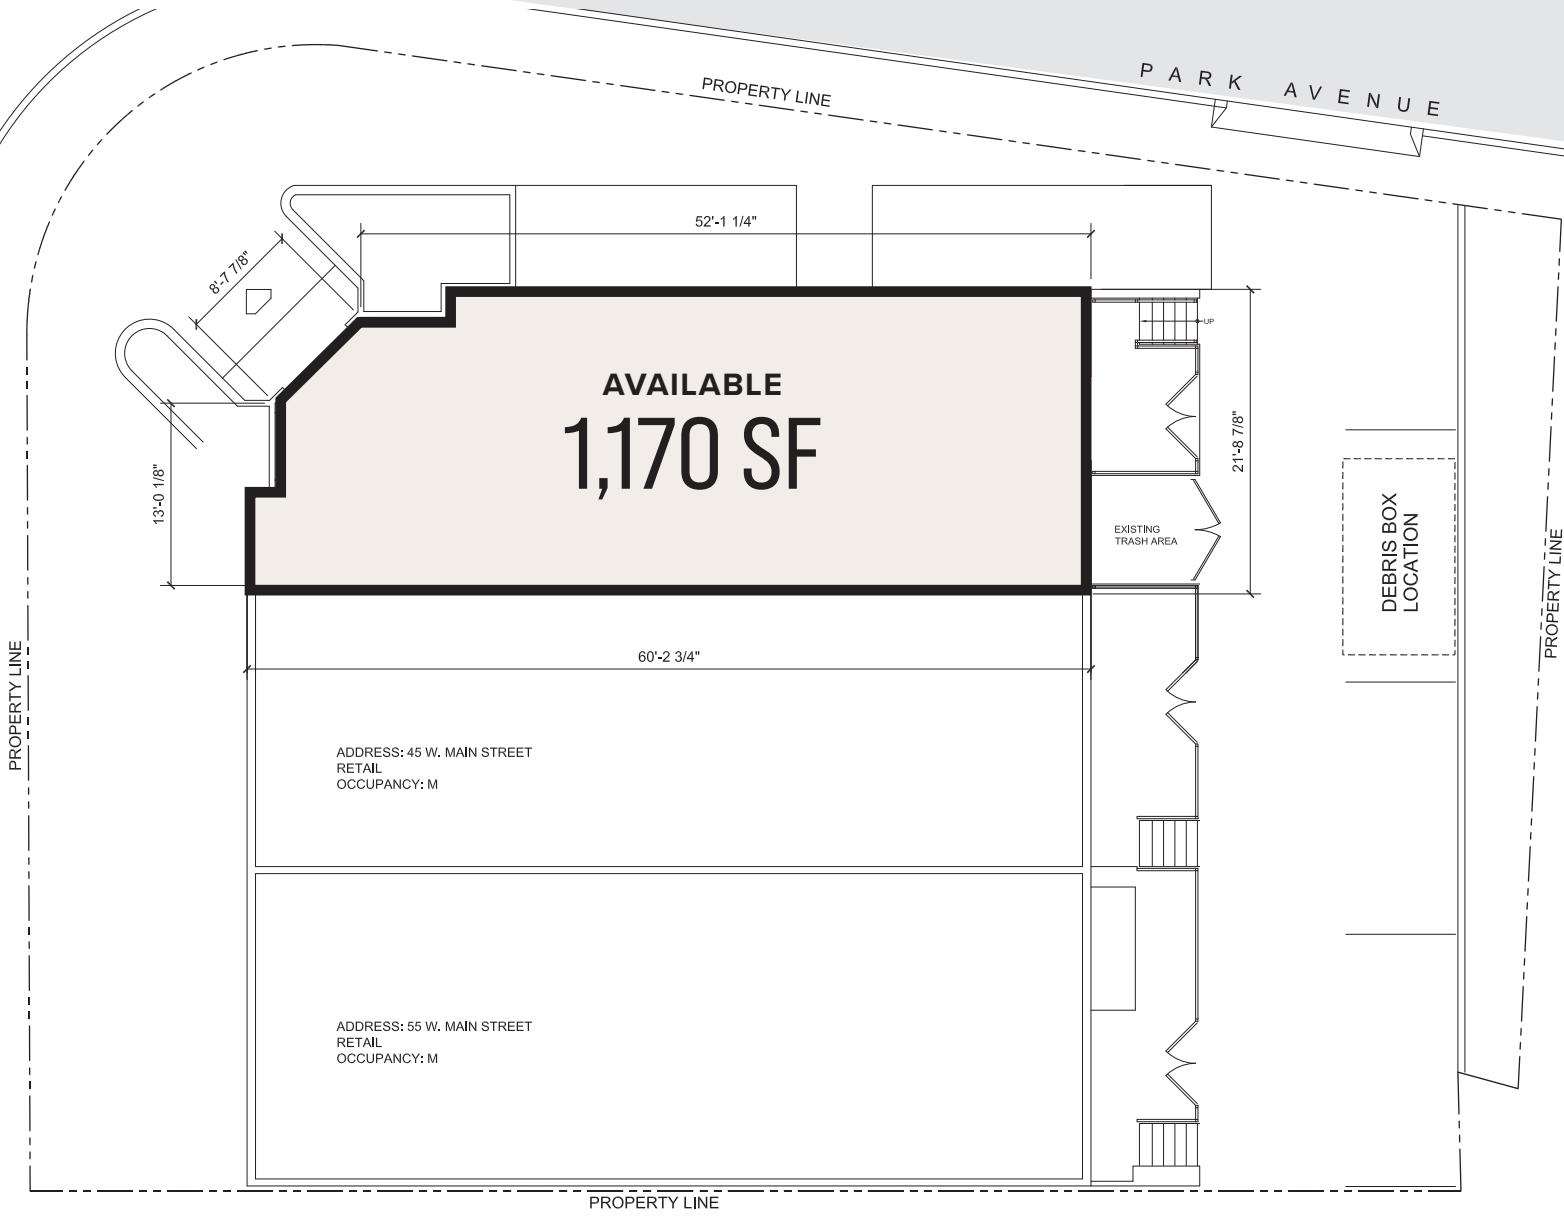 PARK AVENUE
PROPERTY LINE
52'-1 1/4"
8'-7 7/8"
UP
AVAILABLE
1,170 SF
21'-8 7/8"
13'-0 1/8"
EXISTING
TRASH AREA
DEBRIS BOX
LOCATION
PROPERTY LINE
PROPERTY LINE
60'-2 3/4"
ADDRESS: 45 W. MAIN STREET
RETAIL
OCCUPANCY: M
ADDRESS: 55 W. MAIN STREET
RETAIL
OCCUPANCY: M
PROPERTY LINE